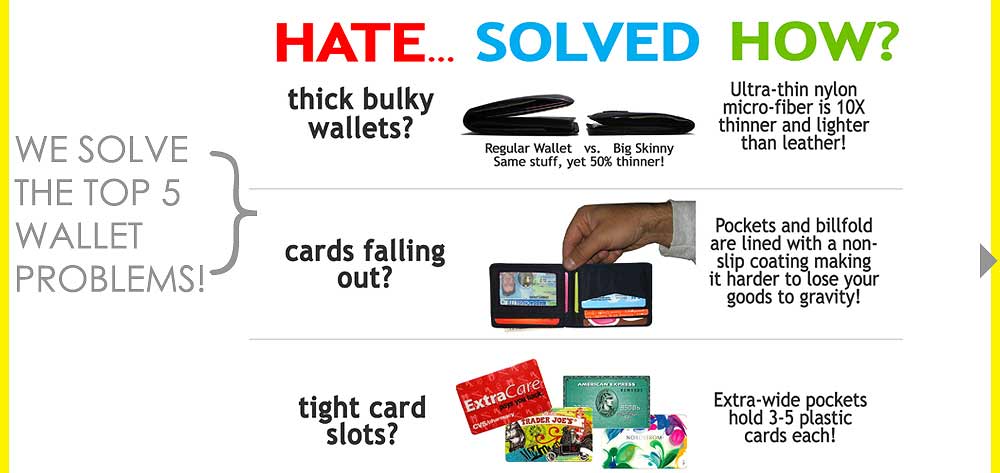 HATE... SOLVED HOW?
WE SOLVE
THE TOP 5
WALLET
PROBLEMS!
thick bulky
wallets?
Regular Wallet vs. Big Skinny
Same stuff, yet 50% thinner!
Ultra-thin nylon
micro-fiber is 10X
thinner and lighter
than leather!
cards falling
out?
Pockets and billfold
are lined with a non-
slip coating making
it harder to lose your
goods to gravity!
tight card
slots?
ExtraCare
CVS/pharmacy
AMERICAN EXPRESS
TRADER JOE'S
NORDSTROM
Extra-wide pockets
hold 3-5 plastic
cards each!